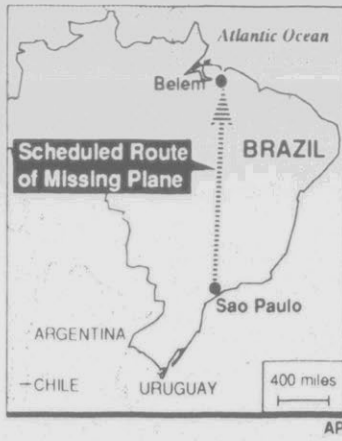 Atlantic Ocean
Belem
Scheduled Route
of Missing Plane
BRAZIL
Sao Paulo
ARGENTINA
CHILE
URUGUAY
400 miles
AP